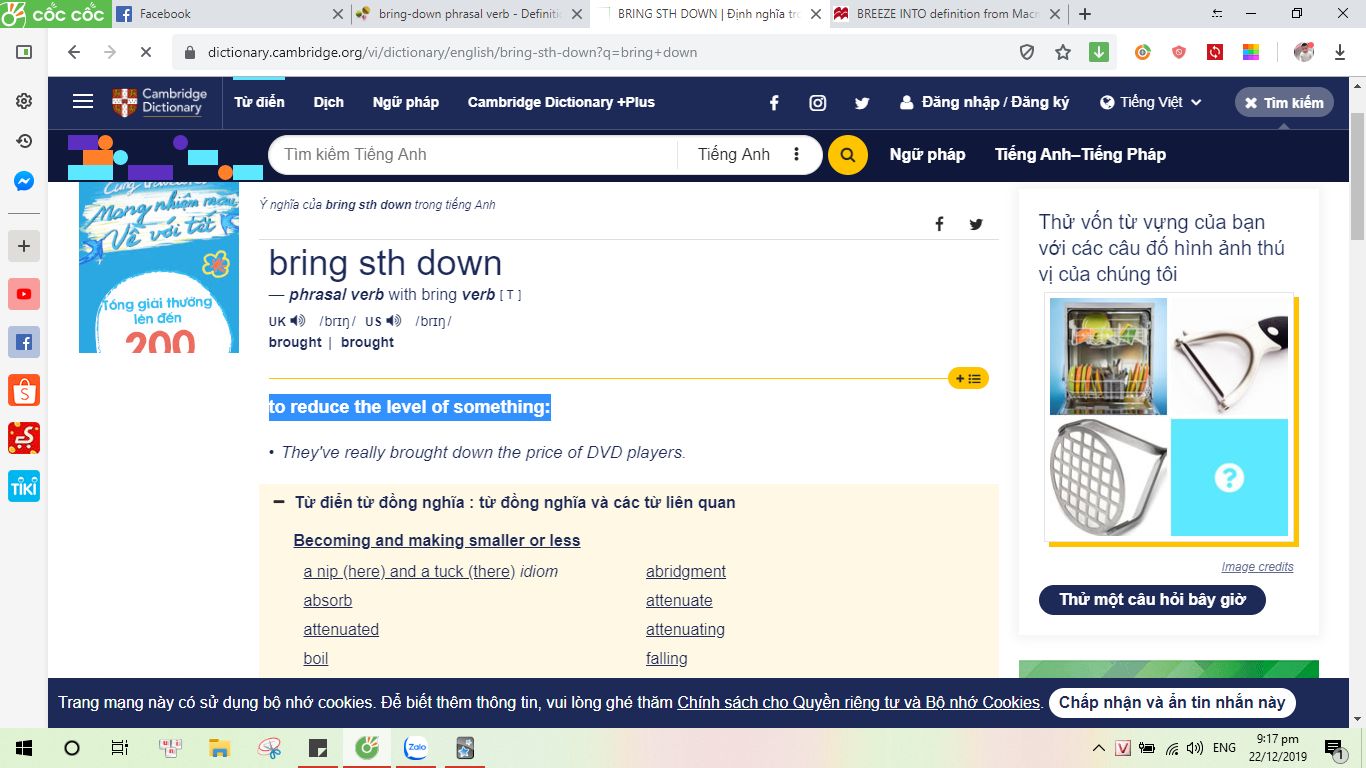 cốc cốc
Facebook
bring-down phrasal verb - Definiti
BRING STH DOWN | Định nghĩa tro
BREEZE INTO definition from Macm
dictionary.cambridge.org/vi/dictionary/english/bring-sth-down?q=bring+down
Cambridge
Dictionary
Từ điển
Dịch
Ngữ pháp
Cambridge Dictionary +Plus
Đăng nhập / Đăng ký
Tiếng Việt
Tìm kiếm
Tìm kiếm Tiếng Anh
Tiếng Anh
Ngữ pháp
Tiếng Anh–Tiếng Pháp
Mang nhiệm màu
Về với tết
Tổng giải thưởng
lên đến
200
Ý nghĩa của bring sth down trong tiếng Anh
bring sth down
— phrasal verb with bring verb [ T ]
UK /brɪŋ/ US /brɪŋ/
brought | brought
to reduce the level of something:
• They've really brought down the price of DVD players.
Từ điển từ đồng nghĩa : từ đồng nghĩa và các từ liên quan
Becoming and making smaller or less
a nip (here) and a tuck (there) idiom
abridgment
absorb
attenuate
attenuated
attenuating
boil
falling
Thử vốn từ vựng của bạn
với các câu đố hình ảnh thú
vị của chúng tôi
?
Image credits
Thử một câu hỏi bây giờ
Trang mạng này có sử dụng bộ nhớ cookies. Để biết thêm thông tin, vui lòng ghé thăm Chính sách cho Quyền riêng tư và Bộ nhớ Cookies.
Chấp nhận và ẩn tin nhắn này
TIKI
Zalo
V
ENG
9:17 pm
22/12/2019
1